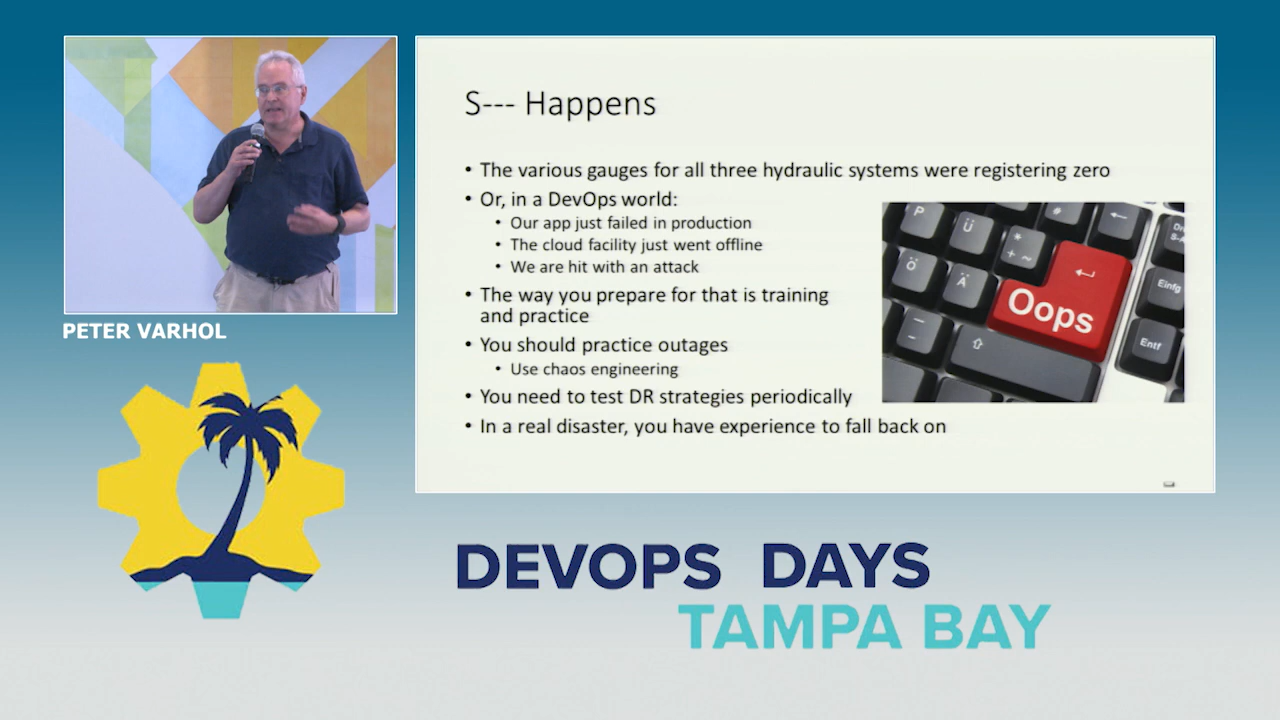 PETER VARHOL
S--- Happens
• The various gauges for all three hydraulic systems were registering zero
• Or, in a DevOps world:
• Our app just failed in production
• The cloud facility just went offline
• We are hit with an attack
• The way you prepare for that is training
and practice
• You should practice outages
• Use chaos engineering
• You need to test DR strategies periodically
• In a real disaster, you have experience to fall back on
P
Ü
*
+ ~
Ö
Ä
Oops
Einfg
Entf
DEVOPS DAYS
TAMPA BAY